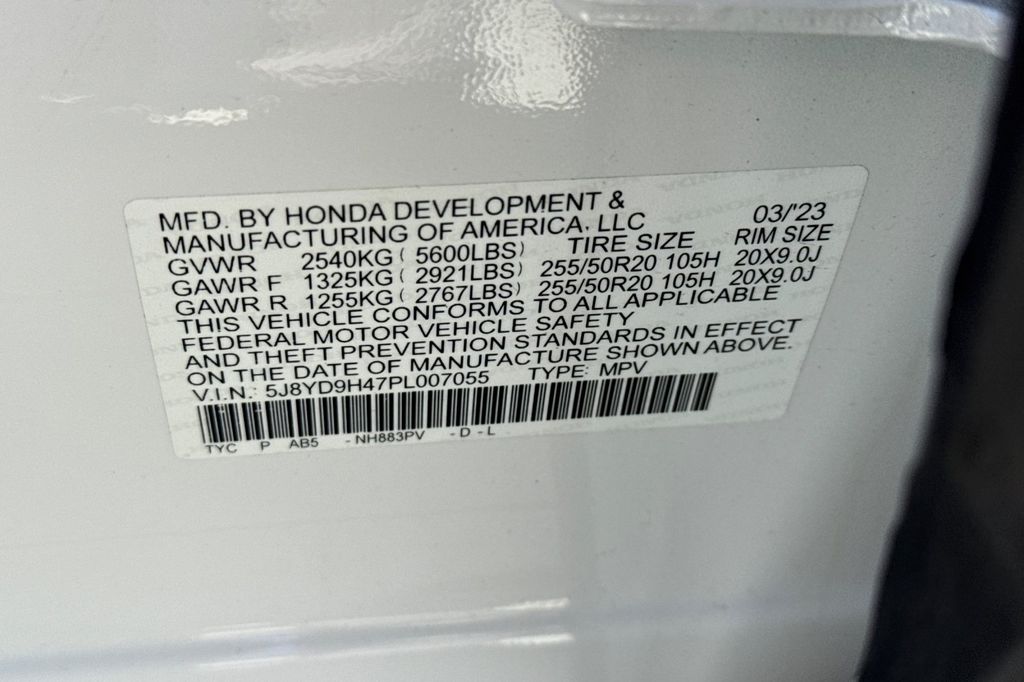 MFD. BY HONDA DEVELOPMENT & 03/'23
MANUFACTURING OF AMERICA, LLC
TIRE SIZE RIM SIZE
GVWR 2540KG ( 5600LBS)
GAWR F 1325KG ( 2921LBS) 255/50R20 105H 20X9.0J
GAWR R 1255KG ( 2767LBS) 255/50R20 105H 20X9.0J
THIS VEHICLE CONFORMS TO ALL APPLICABLE
FEDERAL MOTOR VEHICLE SAFETY
AND THEFT PREVENTION STANDARDS IN EFFECT
ON THE DATE OF MANUFACTURE SHOWN ABOVE.
V.I.N.: 5J8YD9H47PL007055 TYPE: MPV
TYC P AB5 -NH883PV -D-L